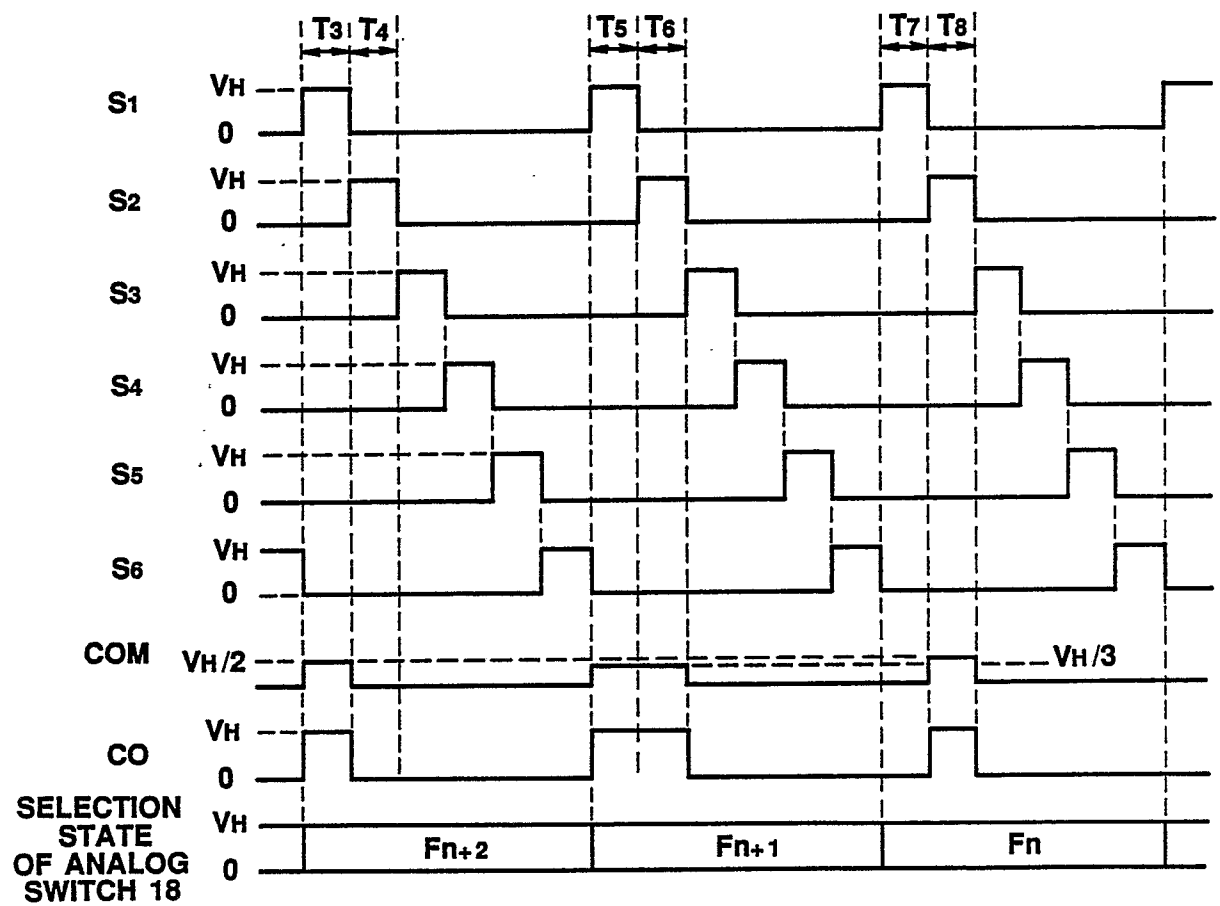 T3 T4 T5 T6 T7 T8
S1 VH
0
S2 VH
0
S3 VH
0
S4 VH
0
S5 VH
0
S6 VH
0
COM VH/2 VH/3
CO VH
0
SELECTION
STATE
OF ANALOG
SWITCH 18
VH
Fn+2 Fn+1 Fn
0